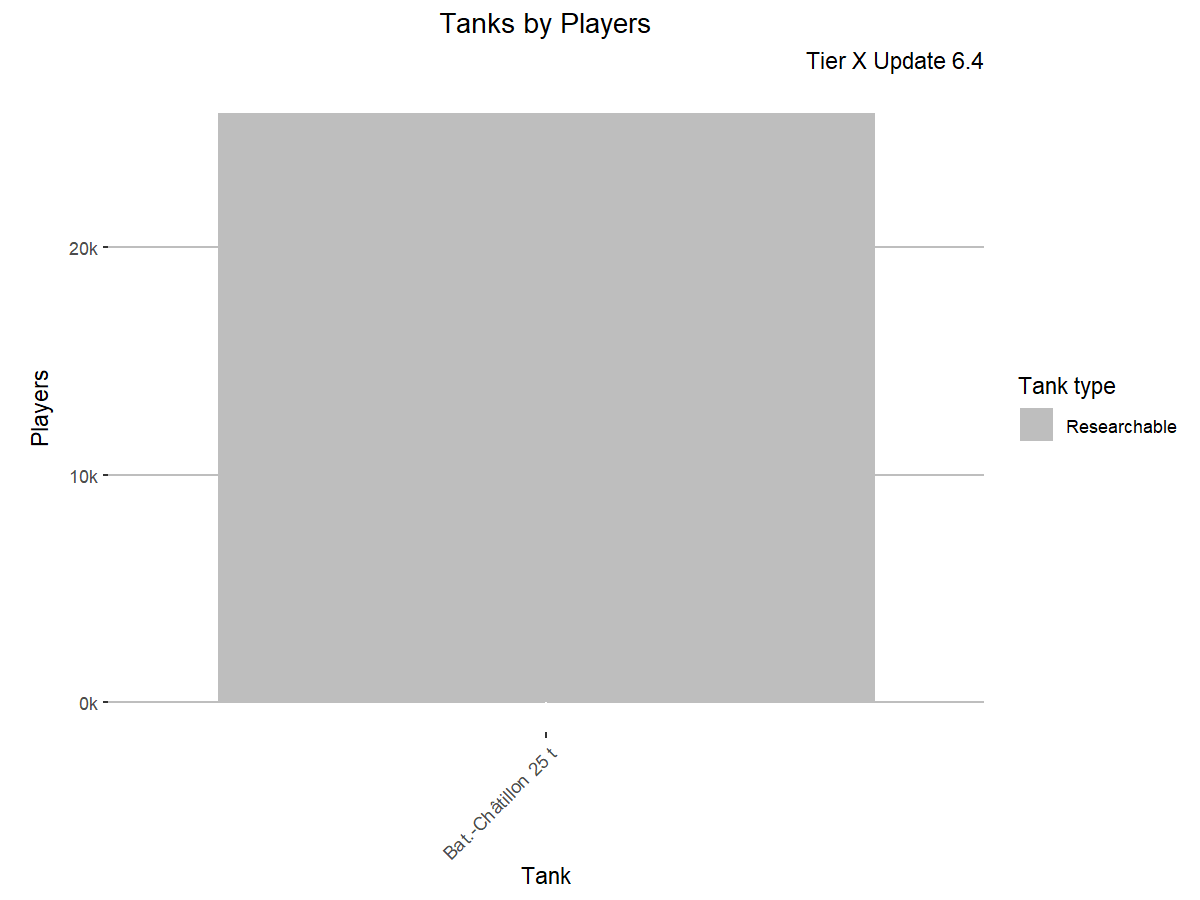 Tanks by Players
Tier X Update 6.4
20k
10k
0k
Players
Bat.-Châtillon 25 t
Tank
Tank type
Researchable